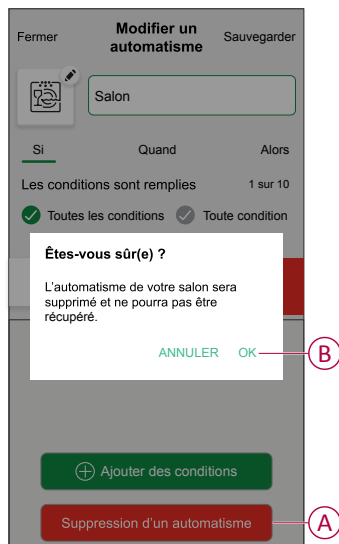 Fermer
Modifier un
automatisme
Sauvegarder
Salon
Si
Quand
Alors
Les conditions sont remplies
1 sur 10
Toutes les conditions
Toute condition
Êtes-vous sûr(e) ?
L'automatisme de votre salon sera
supprimé et ne pourra pas être
récupéré.
ANNULER
OK
B
Ajouter des conditions
Suppression d'un automatisme
A